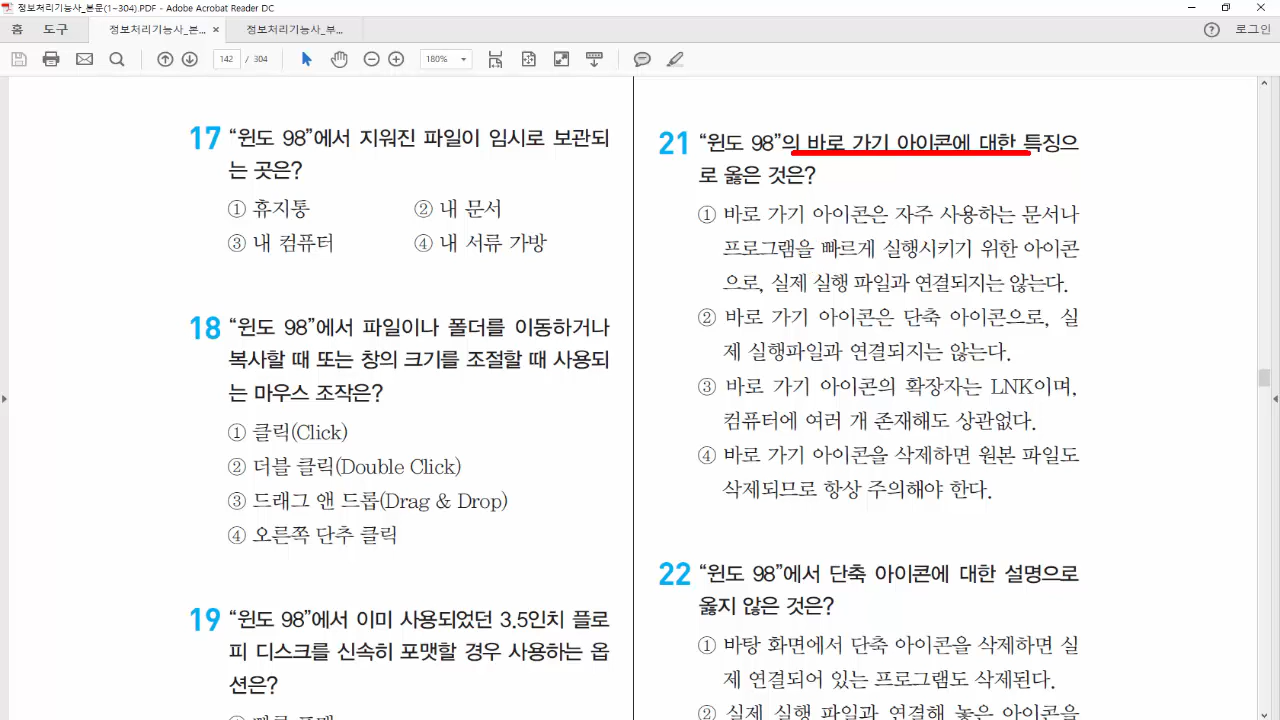 정보처리기능사_본문(1~304).PDF - Adobe Acrobat Reader DC
홈 도구 정보처리기능사_본... × 정보처리기능사_부... 로그인
142 / 304 180%
17 “윈도 98”에서 지워진 파일이 임시로 보관되
는 곳은?
① 휴지통 ② 내 문서
③ 내 컴퓨터 ④ 내 서류 가방
18 “윈도 98”에서 파일이나 폴더를 이동하거나
복사할 때 또는 창의 크기를 조절할 때 사용되
는 마우스 조작은?
① 클릭(Click)
② 더블 클릭(Double Click)
③ 드래그 앤 드롭(Drag & Drop)
④ 오른쪽 단추 클릭
19 “윈도 98”에서 이미 사용되었던 3.5인치 플로
피 디스크를 신속히 포맷할 경우 사용하는 옵
션은?
① 빠른 포맷
21 “윈도 98”의 바로 가기 아이콘에 대한 특징으
로 옳은 것은?
① 바로 가기 아이콘은 자주 사용하는 문서나
프로그램을 빠르게 실행시키기 위한 아이콘
으로, 실제 실행 파일과 연결되지는 않는다.
② 바로 가기 아이콘은 단축 아이콘으로, 실
제 실행파일과 연결되지는 않는다.
③ 바로 가기 아이콘의 확장자는 LNK이며,
컴퓨터에 여러 개 존재해도 상관없다.
④ 바로 가기 아이콘을 삭제하면 원본 파일도
삭제되므로 항상 주의해야 한다.
22 “윈도 98”에서 단축 아이콘에 대한 설명으로
옳지 않은 것은?
① 바탕 화면에서 단축 아이콘을 삭제하면 실
제 연결되어 있는 프로그램도 삭제된다.
② 실제 실행 파일과 연결해 놓은 아이콘을